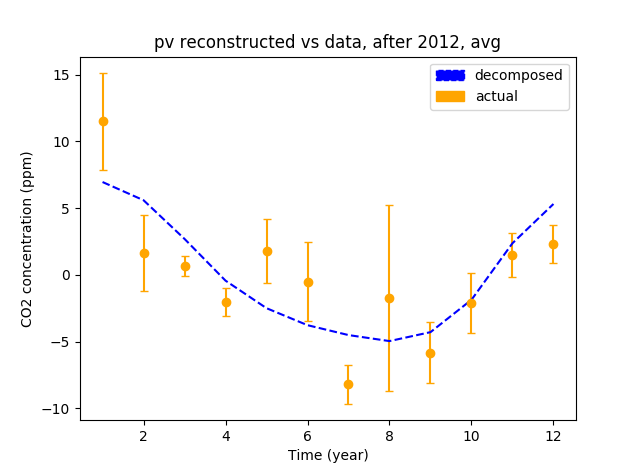 pv reconstructed vs data, after 2012, avg
decomposed
actual
15
10
5
0
−5
−10
CO2 concentration (ppm)
2
4
6
8
10
12
Time (year)